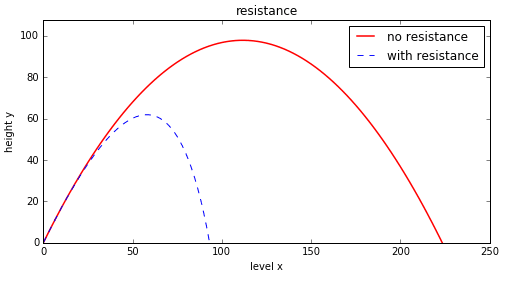 resistance
no resistance
with resistance
height y
100
80
60
40
20
0
0 50 100 150 200 250
level x